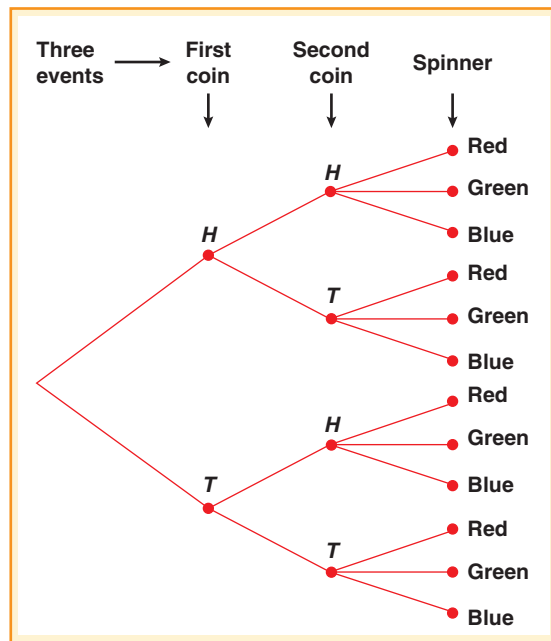 Three events
First coin
Second coin
Spinner
H
H
Red
Green
Blue
T
Red
Green
Blue
T
H
Red
Green
Blue
T
Red
Green
Blue